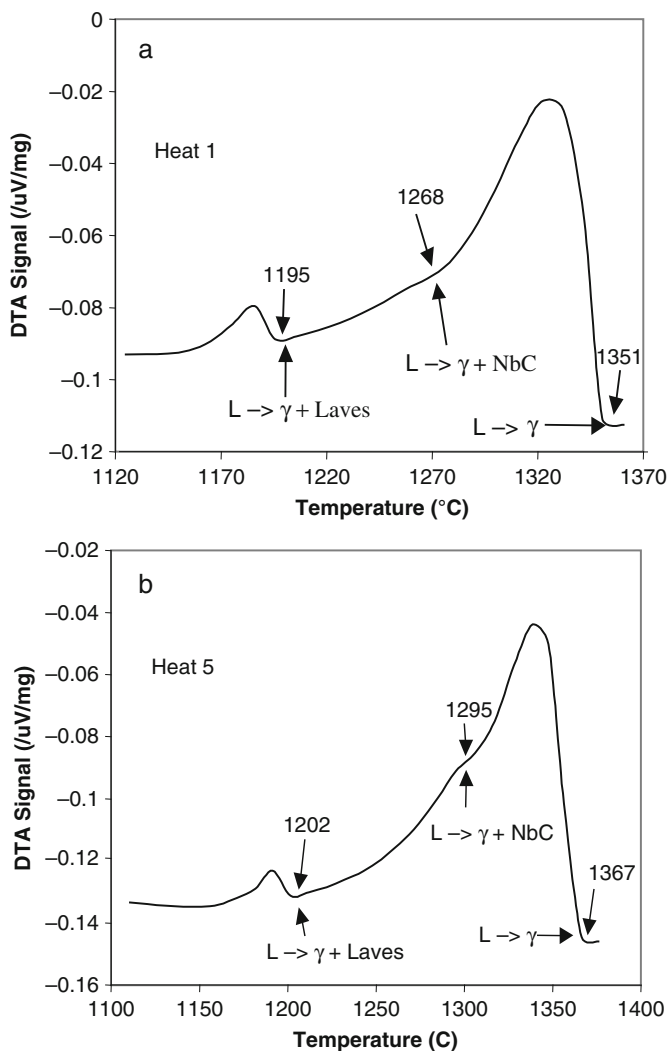 0
a
−0.02
Heat 1
−0.04
1268
−0.06
1195
−0.08
L −> γ + NbC
1351
−0.1
L −> γ + Laves
L −> γ
−0.12
1120 1170 1220 1270 1320 1370
Temperature (°C)
DTA Signal (/uV/mg)
−0.02
b
−0.04
Heat 5
−0.06
1295
−0.08
L −> γ + NbC
−0.1
1202
−0.12
1367
−0.14
L −> γ
L −> γ + Laves
−0.16
1100 1150 1200 1250 1300 1350 1400
Temperature (C)
DTA Signal (/uV/mg)